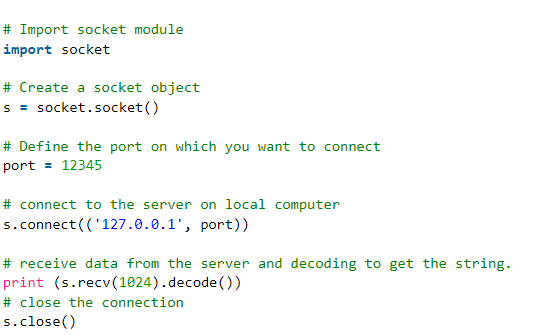 # Import socket module
import socket
# Create a socket object
s = socket.socket()
# Define the port on which you want to connect
port = 12345
# connect to the server on local computer
s.connect(('127.0.0.1', port))
# receive data from the server and decoding to get the string.
print (s.recv(1024).decode())
# close the connection
s.close()